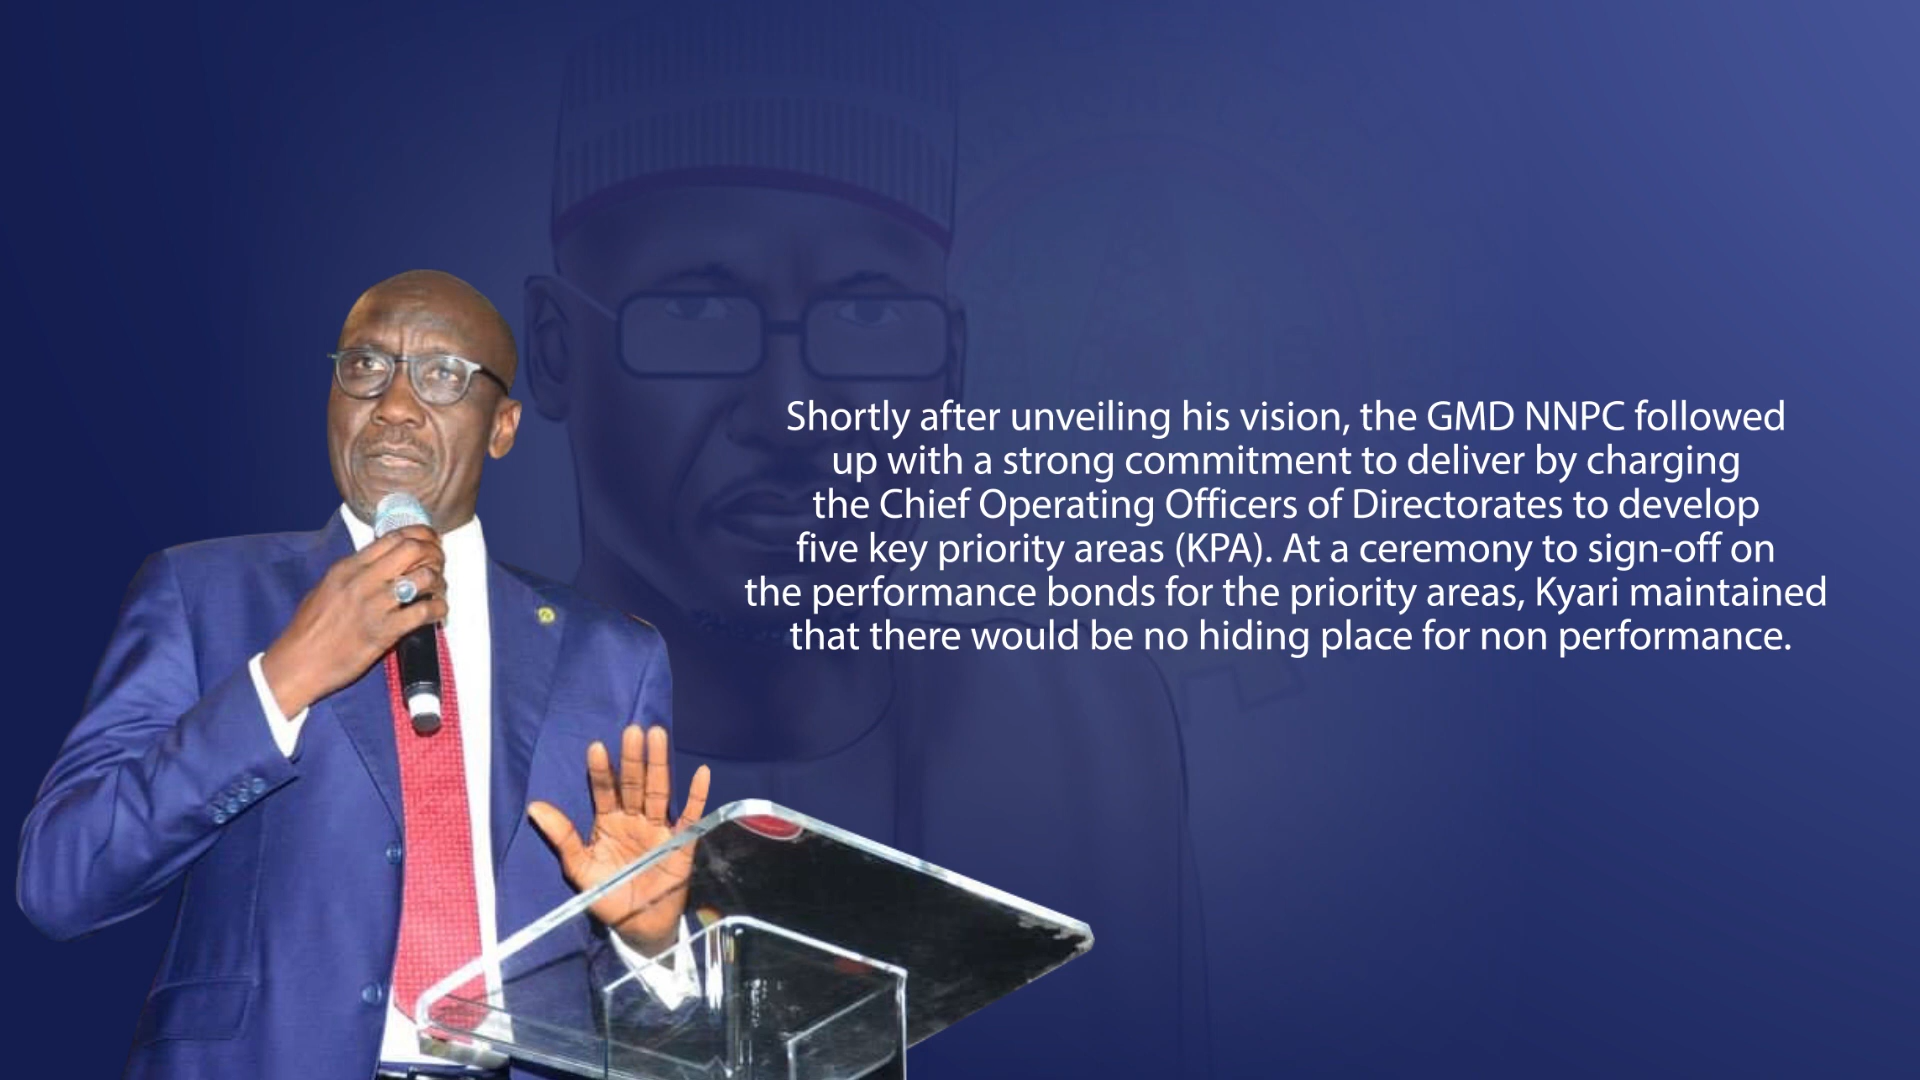 Shortly after unveiling his vision, the GMD NNPC followed
up with a strong commitment to deliver by charging
the Chief Operating Officers of Directorates to develop
five key priority areas (KPA). At a ceremony to sign-off on
the performance bonds for the priority areas, Kyari maintained
that there would be no hiding place for non performance.